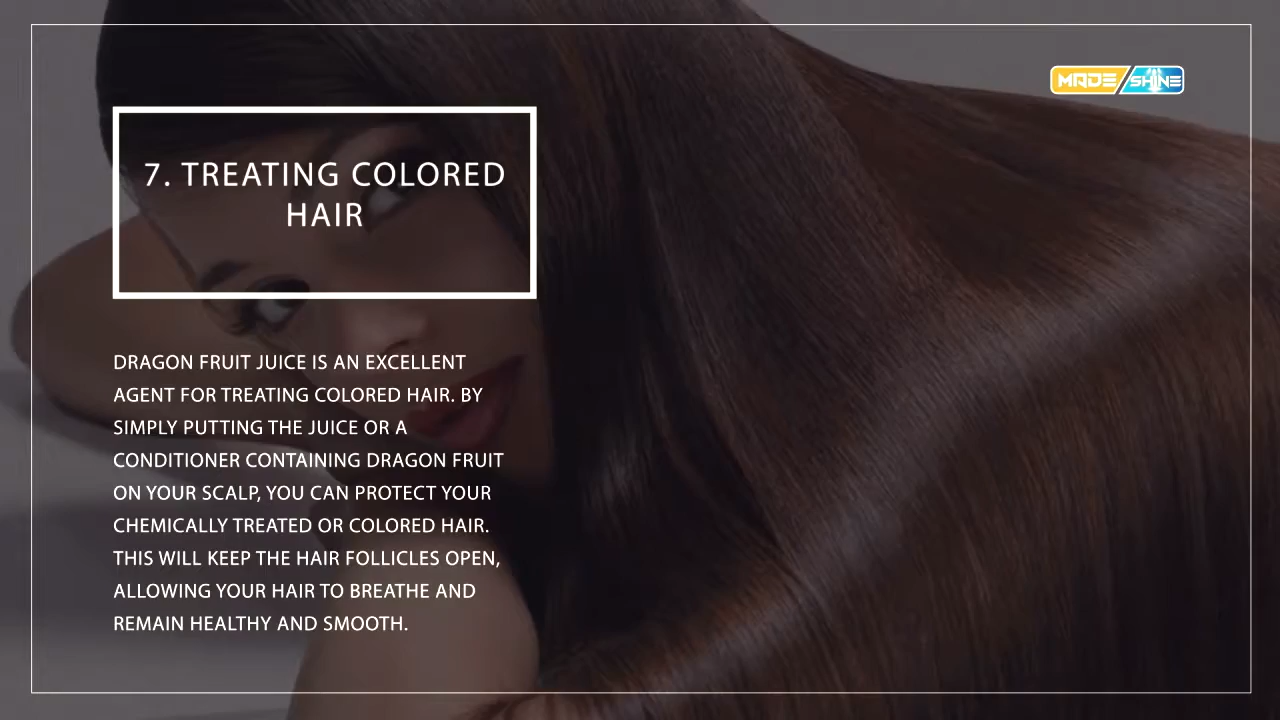 MADE/SHINE
7. TREATING COLORED
HAIR
DRAGON FRUIT JUICE IS AN EXCELLENT
AGENT FOR TREATING COLORED HAIR. BY
SIMPLY PUTTING THE JUICE OR A
CONDITIONER CONTAINING DRAGON FRUIT
ON YOUR SCALP, YOU CAN PROTECT YOUR
CHEMICALLY TREATED OR COLORED HAIR.
THIS WILL KEEP THE HAIR FOLLICLES OPEN,
ALLOWING YOUR HAIR TO BREATHE AND
REMAIN HEALTHY AND SMOOTH.